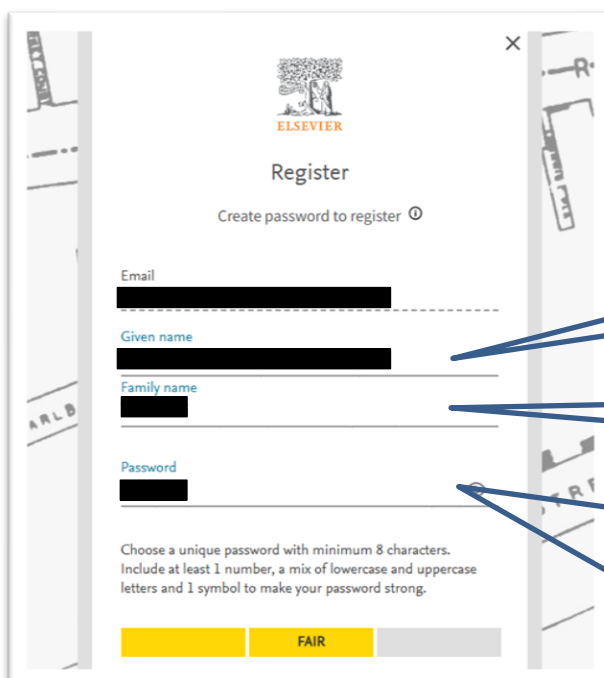 ELSEVIER
Register
Create password to register
Email
Given name
Family name
Password
Choose a unique password with minimum 8 characters.
Include at least 1 number, a mix of lowercase and uppercase
letters and 1 symbol to make your password strong.
FAIR
R
ARLB
TRE